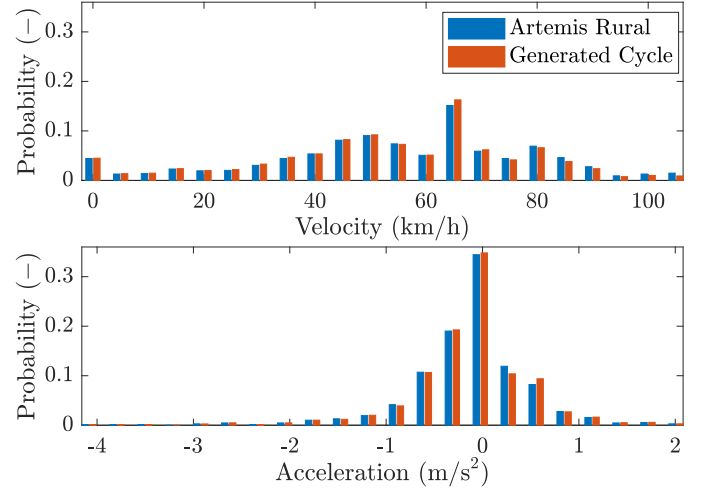 0.3
0.2
0.1
0
Probability (−)
Artemis Rural
Generated Cycle
0 20 40 60 80 100
Velocity (km/h)
0.3
0.2
0.1
0
Probability (−)
-4 -3 -2 -1 0 1 2
Acceleration (m/s²)